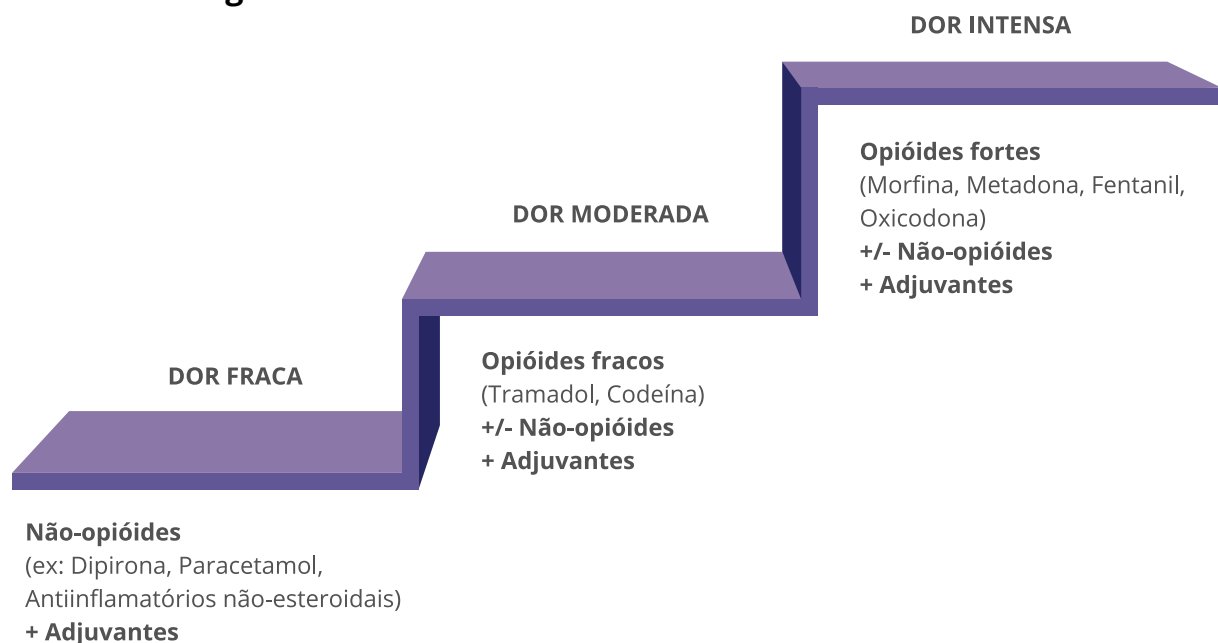 DOR INTENSA
Opióides fortes
(Morfina, Metadona, Fentanil,
Oxicodona)
+/- Não-opióides
+ Adjuvantes
DOR MODERADA
Opióides fracos
(Tramadol, Codeína)
+/- Não-opióides
+ Adjuvantes
DOR FRACA
Não-opióides
(ex: Dipirona, Paracetamol,
Antiinflamatórios não-esteroidais)
+ Adjuvantes